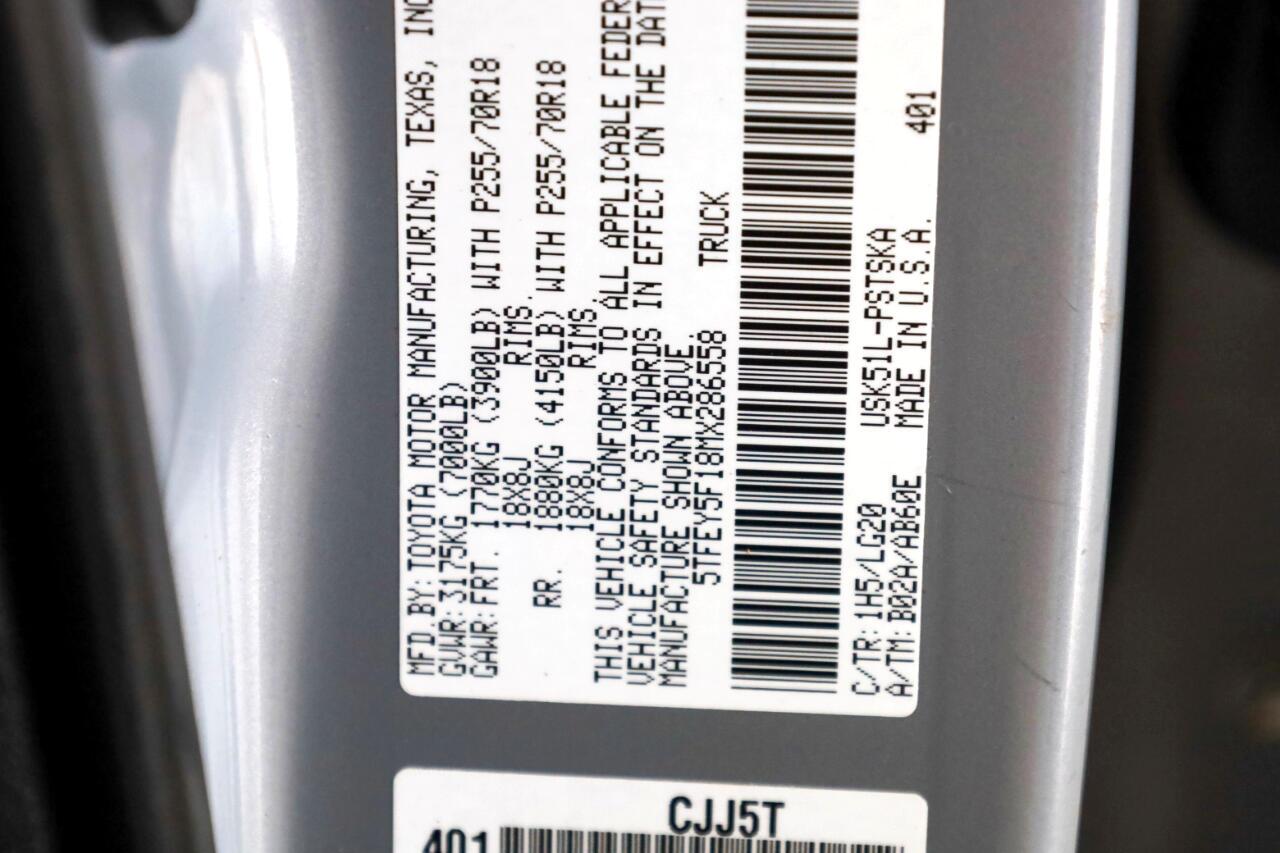 MFD.BY:TOYOTA MOTOR MANUFACTURING, TEXAS, INC
GVWR:3175KG (7000LB)
GAWR:FRT. 1770KG (3900LB) WITH P255/70R18
18X8J RIMS,
RR. 1880KG (4150LB) WITH P255/70R18
18X8J RIMS,
THIS VEHICLE CONFORMS TO ALL APPLICABLE FEDER
VEHICLE SAFETY STANDARDS IN EFFECT ON THE DAT
MANUFACTURE SHOWN ABOVE.
5TFEY5F18MX286558 TRUCK
C/TR:1H5/LG20 USK51L-PSTSKA 401
A/TM:B02A/AB60E MADE IN U.S.A.
CJJ5T
401